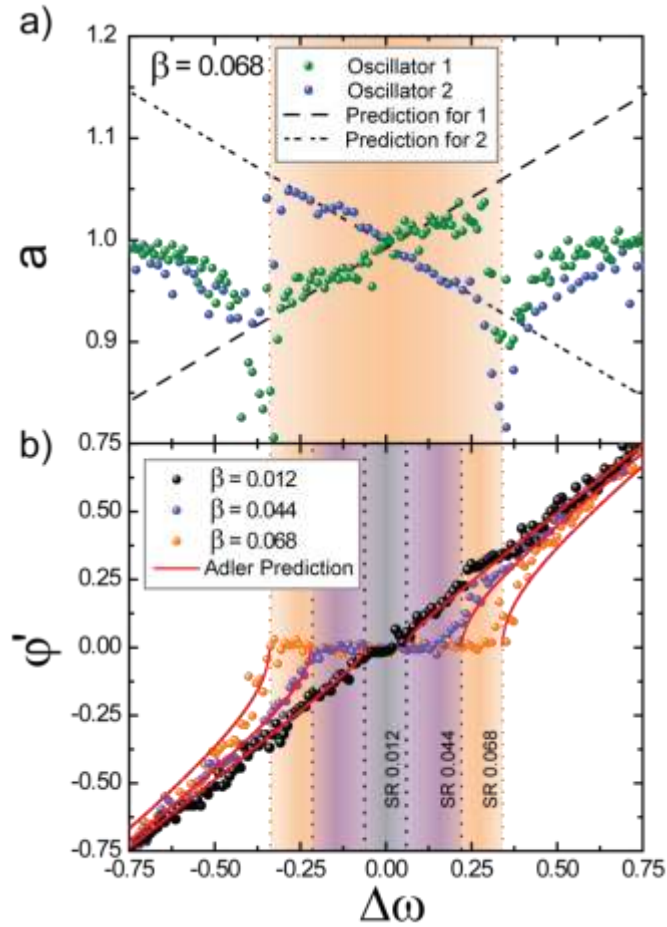 a)
1.2
β = 0.068
Oscillator 1
Oscillator 2
Prediction for 1
Prediction for 2
1.1
a
1.0
0.9
b)
0.75
β = 0.012
β = 0.044
β = 0.068
Adler Prediction
0.50
0.25
φ'
0.00
-0.25
-0.50
-0.75
SR 0.012
SR 0.044
SR 0.068
-0.75 -0.50 -0.25 0.00 0.25 0.50 0.75
Δω